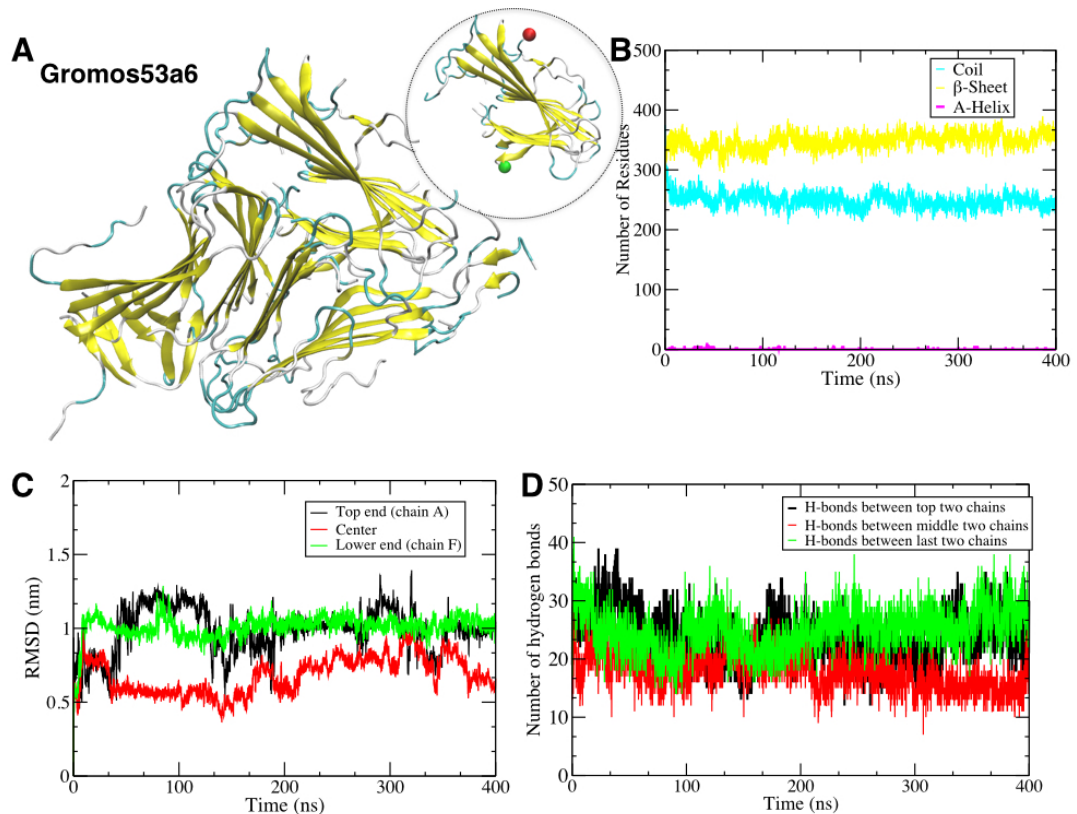 A
Gromos53a6
B
500
400
300
200
100
0
Number of Residues
Coil
β-Sheet
A-Helix
0 100 200 300 400
Time (ns)
C
2
1.5
1
0.5
0
RMSD (nm)
Top end (chain A)
Center
Lower end (chain F)
0 100 200 300 400
Time (ns)
D
50
40
30
20
10
0
Number of hydrogen bonds
H-bonds between top two chains
H-bonds between middle two chains
H-bonds between last two chains
0 100 200 300 400
Time (ns)